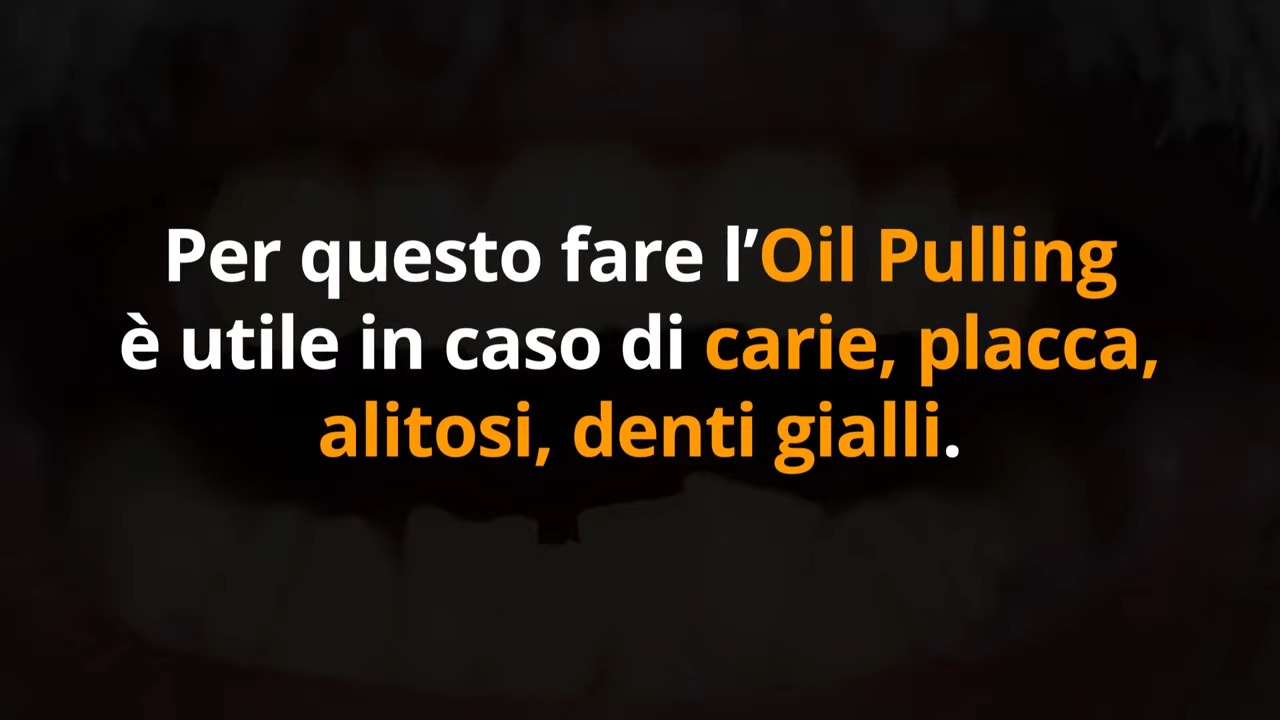 Per questo fare l’Oil Pulling
è utile in caso di carie, placca,
alitosi, denti gialli.